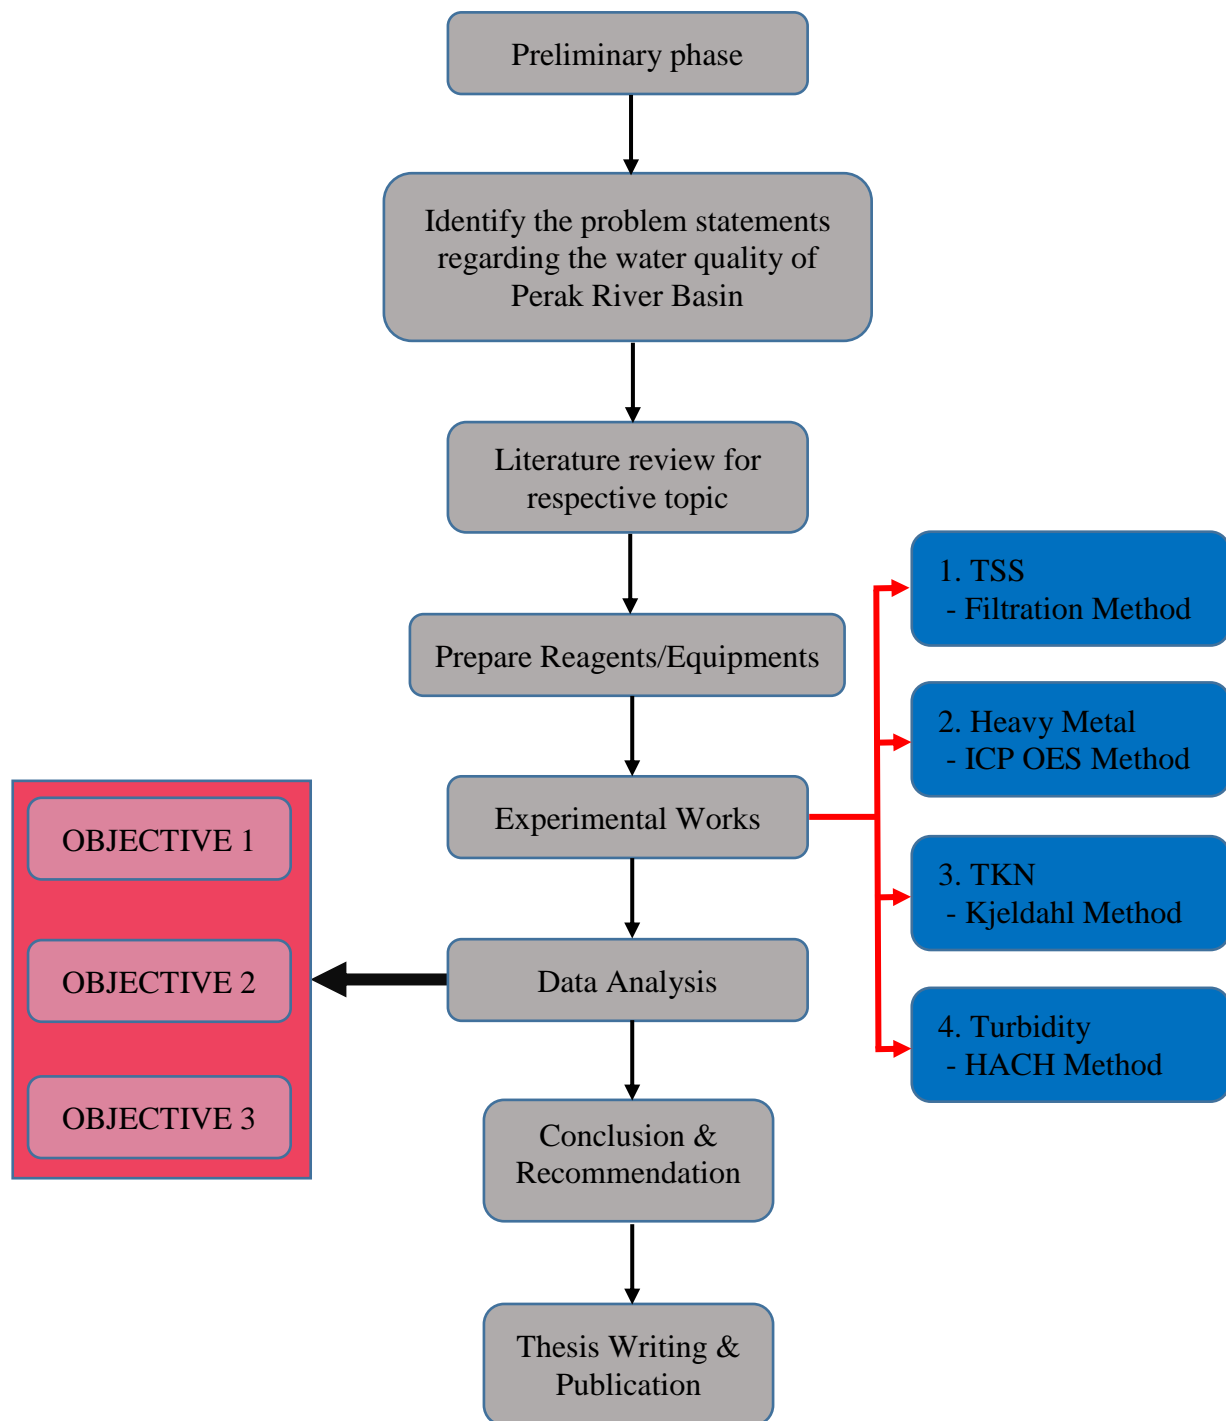 Preliminary phase
Identify the problem statements
regarding the water quality of
Perak River Basin
Literature review for
respective topic
Prepare Reagents/Equipments
Experimental Works
1. TSS
- Filtration Method
2. Heavy Metal
- ICP OES Method
3. TKN
- Kjeldahl Method
4. Turbidity
- HACH Method
Data Analysis
OBJECTIVE 1
OBJECTIVE 2
OBJECTIVE 3
Conclusion &
Recommendation
Thesis Writing &
Publication